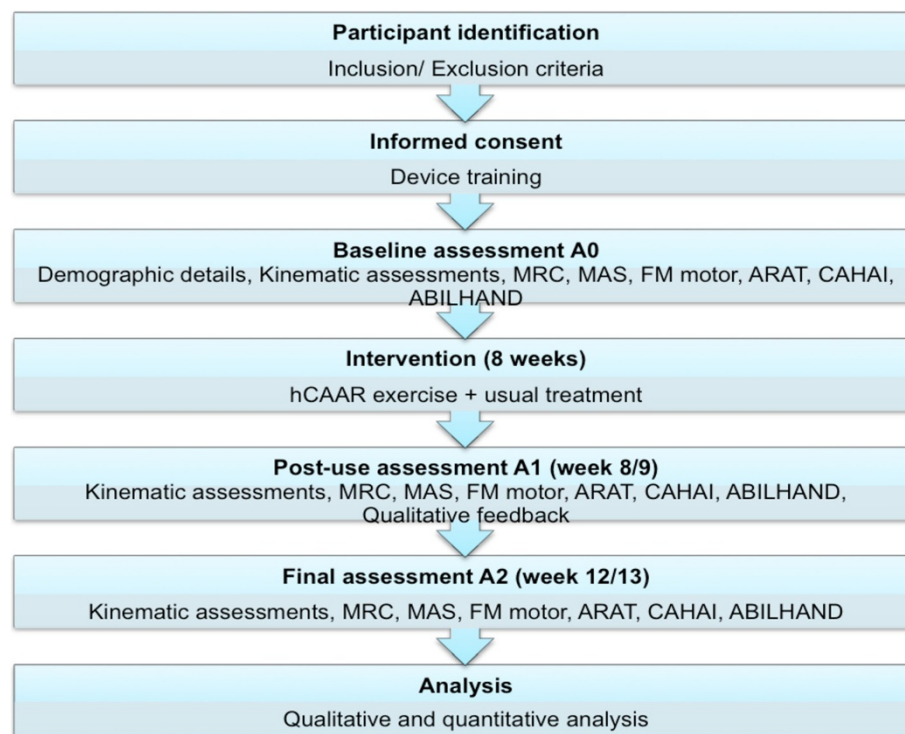 Participant identification
Inclusion/ Exclusion criteria
Informed consent
Device training
Baseline assessment A0
Demographic details, Kinematic assessments, MRC, MAS, FM motor, ARAT, CAHAI,
ABILHAND
Intervention (8 weeks)
hCAAR exercise + usual treatment
Post-use assessment A1 (week 8/9)
Kinematic assessments, MRC, MAS, FM motor, ARAT, CAHAI, ABILHAND,
Qualitative feedback
Final assessment A2 (week 12/13)
Kinematic assessments, MRC, MAS, FM motor, ARAT, CAHAI, ABILHAND
Analysis
Qualitative and quantitative analysis